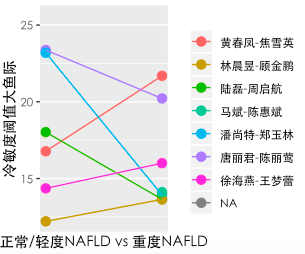 冷敏度阈值大鱼际
25
20
15
正常/轻度NAFLD vs 重度NAFLD
黄春凤-焦雪英
林晨昱-顾金鹏
陆磊-周启航
马斌-陈惠斌
潘尚特-郑玉林
唐丽君-陈丽莺
徐海燕-王梦蕾
NA